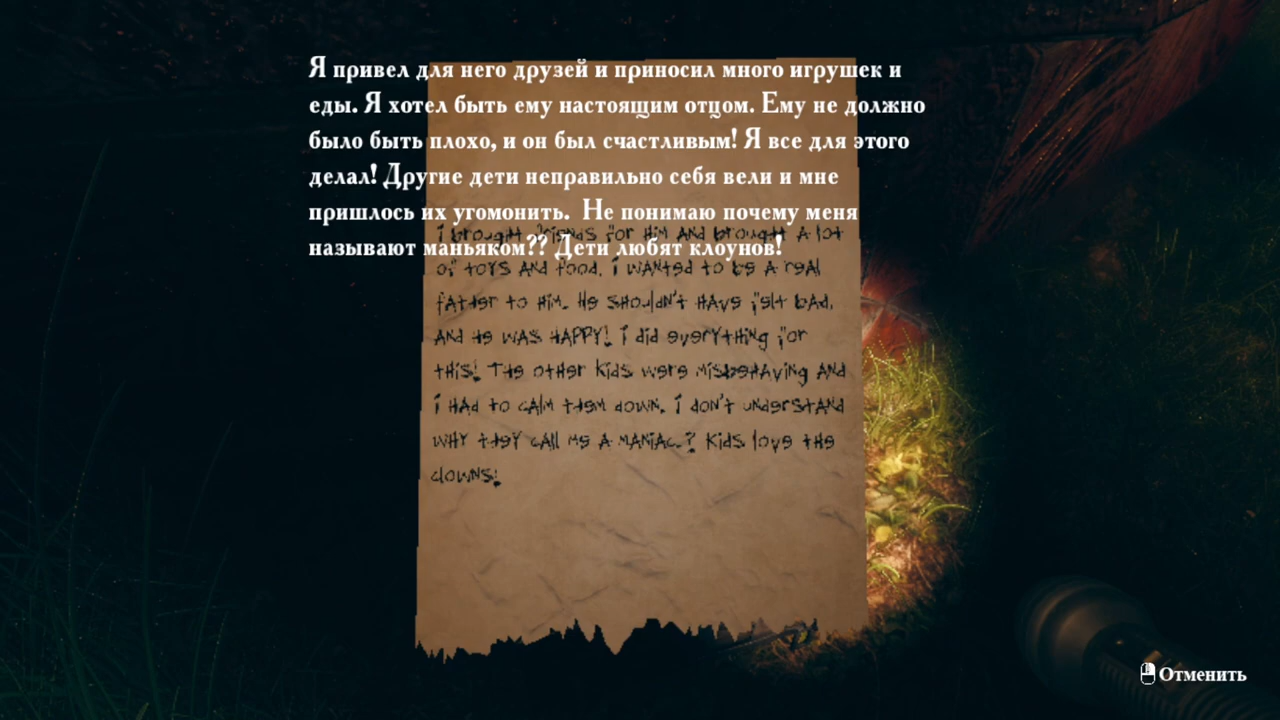 Я привел для него друзей и приносил много игрушек и
еды. Я хотел быть ему настоящим отцом. Ему не должно
было быть плохо, и он был счастливым! Я все для этого
делал! Другие дети неправильно себя вели и мне
пришлось их угомонить.  Не понимаю почему меня
называют маньяком?? Дети любят клоунов!
i brought friends for him and brought a lot
of toys and food. i wanted to be a real
father to him. He shouldn't have felt bad,
and he was HAPPY! i did everything for
this! The other kids were misbehaving and
i had to calm them down. i don't understand
why they call me a maniac.? Kids love the
clowns!
Отменить